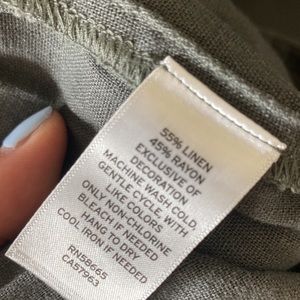 55% LINEN
45% RAYON
EXCLUSIVE OF
DECORATION
MACHINE WASH COLD,
GENTLE CYCLE, WITH
LIKE COLORS
ONLY NON-CHLORINE
BLEACH IF NEEDED
HANG TO DRY
COOL IRON IF NEEDED
RN58665
CA57963